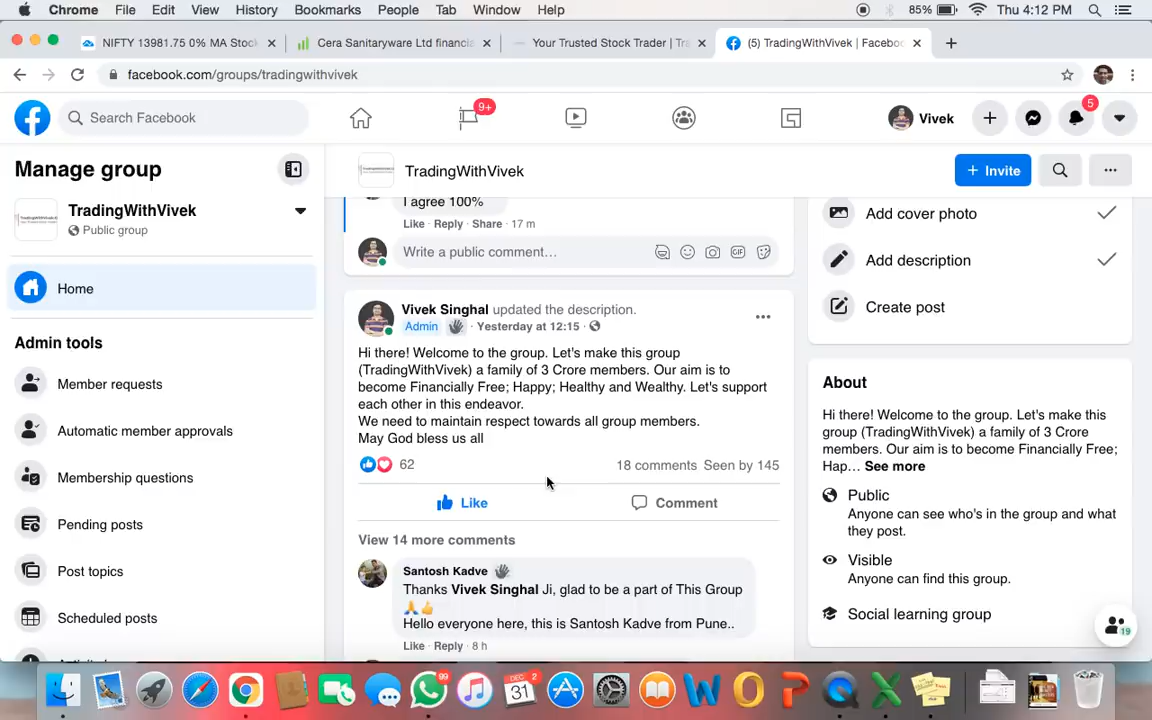 Chrome File Edit View History Bookmarks People Tab Window Help 85% Thu 4:12 PM
NIFTY 13981.75 0% MA Stock Cera Sanitaryware Ltd financia Your Trusted Stock Trader | Tra (5) TradingWithVivek | Facebo
facebook.com/groups/tradingwithvivek
Search Facebook 9+ Vivek 5
Manage group
TradingWithVivek
Public group
Home
Admin tools
Member requests
Automatic member approvals
Membership questions
Pending posts
Post topics
Scheduled posts
TradingWithVivek
+ Invite
I agree 100%
Like · Reply · Share · 17 m
Write a public comment…
GIF
Vivek Singhal updated the description.
Admin · Yesterday at 12:15 ·
Hi there! Welcome to the group. Let's make this group
(TradingWithVivek) a family of 3 Crore members. Our aim is to
become Financially Free; Happy; Healthy and Wealthy. Let's support
each other in this endeavor.
We need to maintain respect towards all group members.
May God bless us all
62 18 comments Seen by 145
Like Comment
View 14 more comments
Santosh Kadve
Thanks Vivek Singhal Ji, glad to be a part of This Group
🙏👍
Hello everyone here, this is Santosh Kadve from Pune..
Like · Reply · 8 h
Add cover photo
Add description
Create post
About
Hi there! Welcome to the group. Let's make this
group (TradingWithVivek) a family of 3 Crore
members. Our aim is to become Financially Free;
Hap... See more
Public
Anyone can see who's in the group and what
they post.
Visible
Anyone can find this group.
Social learning group
19
99 DEC 31 2